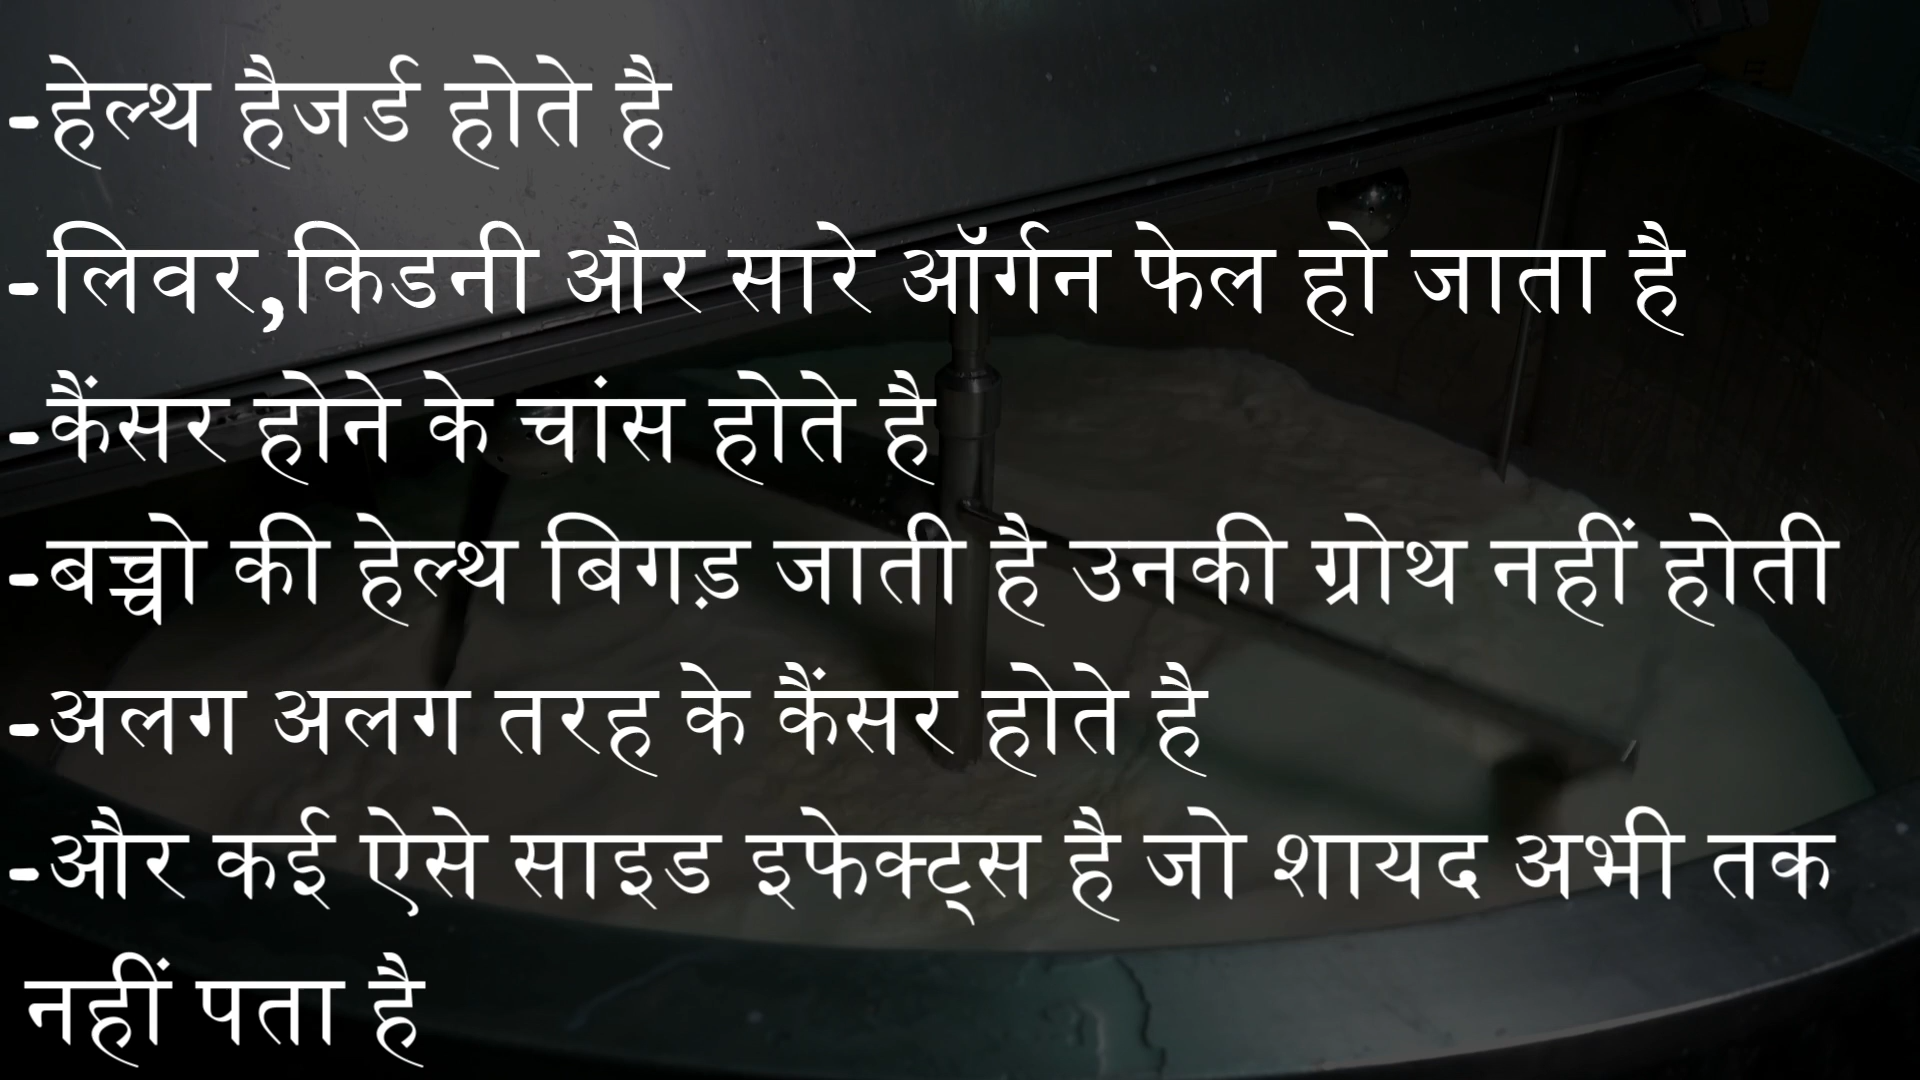 -हेल्थ हैजर्ड होते है
-लिवर,किडनी और सारे ऑर्गन फेल हो जाता है
-कैंसर होने के चांस होते है
-बच्चो की हेल्थ बिगड़ जाती है उनकी ग्रोथ नहीं होती
-अलग अलग तरह के कैंसर होते है
-और कई ऐसे साइड इफेक्ट्स है जो शायद अभी तक
नहीं पता है